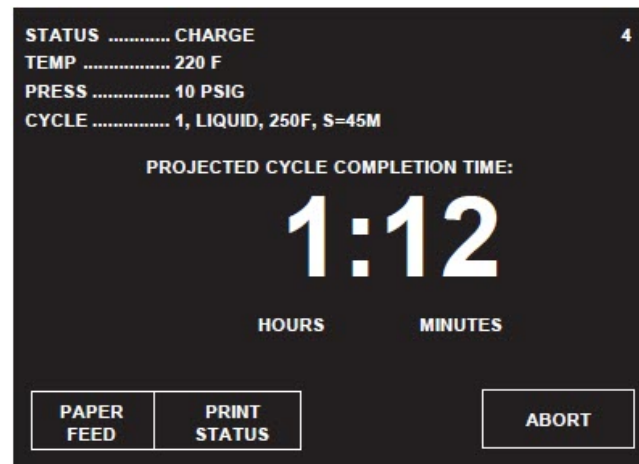 STATUS ............ CHARGE 4
TEMP ................. 220 F
PRESS ............... 10 PSIG
CYCLE ............... 1, LIQUID, 250F, S=45M
PROJECTED CYCLE COMPLETION TIME:
1:12
HOURS MINUTES
PAPER FEED
PRINT STATUS
ABORT